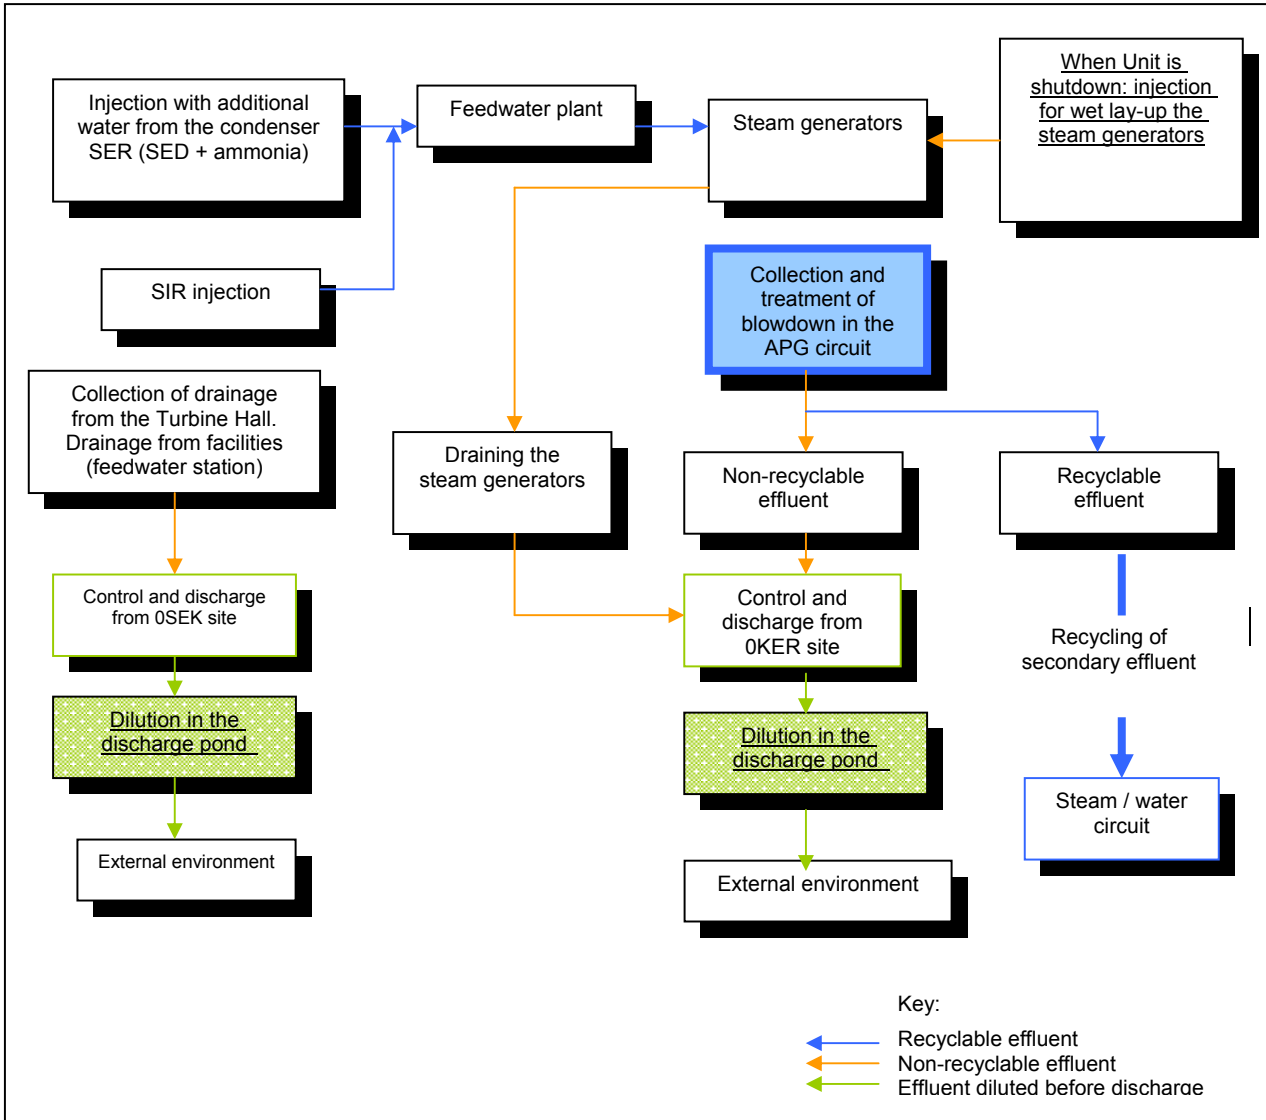 Injection with additional
water from the condenser
SER (SED + ammonia)
Feedwater plant
Steam generators
When Unit is
shutdown: injection
for wet lay-up the
steam generators
SIR injection
Collection and
treatment of
blowdown in the
APG circuit
Collection of drainage
from the Turbine Hall.
Drainage from facilities
(feedwater station)
Draining the
steam generators
Non-recyclable
effluent
Recyclable
effluent
Control and discharge
from 0SEK site
Control and
discharge from
0KER site
Recycling of
secondary effluent
Dilution in the
discharge pond
Dilution in the
discharge pond
Steam / water
circuit
External environment
External environment
Key:
Recyclable effluent
Non-recyclable effluent
Effluent diluted before discharge